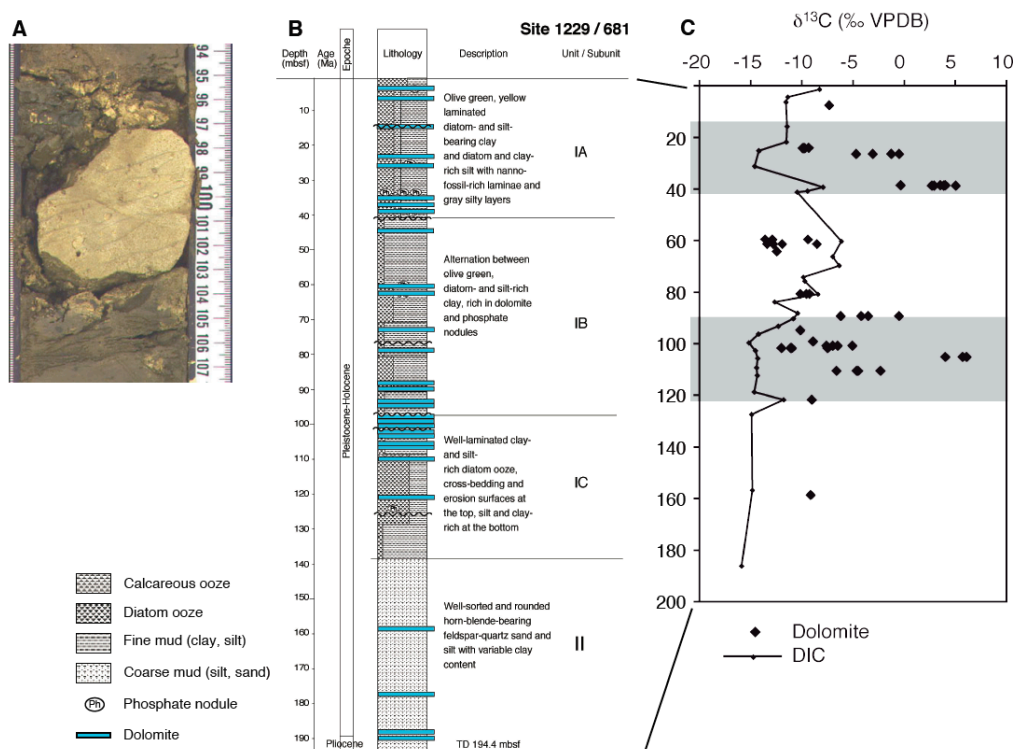 A
94
95
96
97
98
99
100
101
102
103
104
105
106
107
B
Site 1229 / 681
Depth (mbsf)
Age (Ma)
Epoche
Lithology
Description
Unit / Subunit
10
20
30
40
50
60
70
80
90
100
110
120
130
140
150
160
170
180
190
Pleistocene-Holocene
Pliocene
Olive green, yellow
laminated
diatom- and silt-
bearing clay
and diatom and clay-
rich silt with nanno-
fossil-rich laminae and
gray silty layers
IA
Alternation between
olive green,
diatom- and silt-rich
clay, rich in dolomite
and phosphate
nodules
IB
Well-laminated clay-
and silt-
rich diatom ooze,
cross-bedding and
erosion surfaces at
the top, silt and clay-
rich at the bottom
IC
Well-sorted and rounded
horn-blende-bearing
feldspar-quartz sand and
silt with variable clay
content
II
TD 194.4 mbsf
Calcareous ooze
Diatom ooze
Fine mud (clay, silt)
Coarse mud (silt, sand)
Ph Phosphate nodule
Dolomite
C
δ¹³C (‰ VPDB)
-20 -15 -10 -5 0 5 10
0
20
40
60
80
100
120
140
160
180
200
Dolomite
DIC